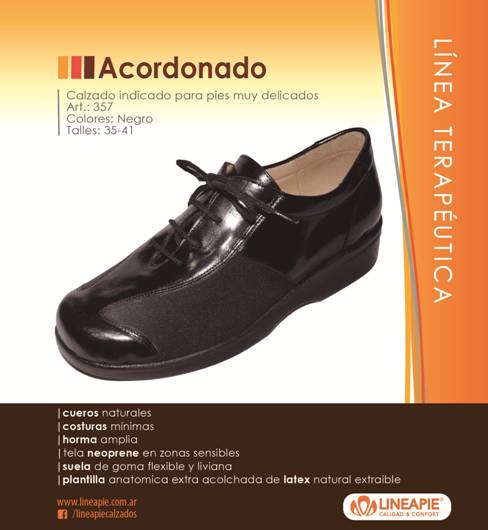 Acordonado
Calzado indicado para pies muy delicados
Art.: 357
Colores: Negro
Talles: 35-41
LÍNEA TERAPÉUTICA
|cueros naturales
|costuras mínimas
|horma amplia
|tela neoprene en zonas sensibles
|suela de goma flexible y liviana
|plantilla anatomica extra acolchada de latex natural extraible
www.lineapie.com.ar
f /lineapiecalzados
LINEAPIE®
CALIDAD & CONFORT